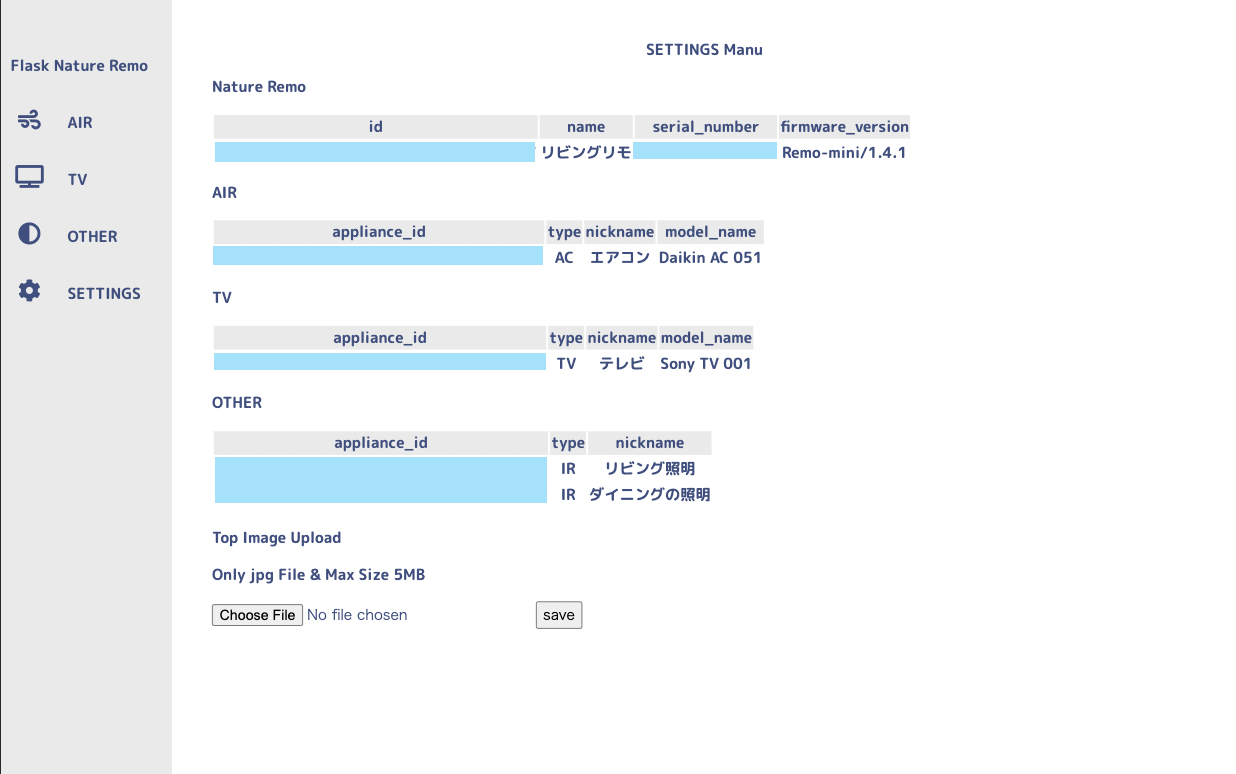 Flask Nature Remo
AIR
TV
OTHER
SETTINGS
SETTINGS Manu
Nature Remo
id name serial_number firmware_version
リビングリモ Remo-mini/1.4.1
AIR
appliance_id type nickname model_name
AC エアコン Daikin AC 051
TV
appliance_id type nickname model_name
TV テレビ Sony TV 001
OTHER
appliance_id type nickname
IR リビング照明
IR ダイニングの照明
Top Image Upload
Only jpg File & Max Size 5MB
Choose File No file chosen save